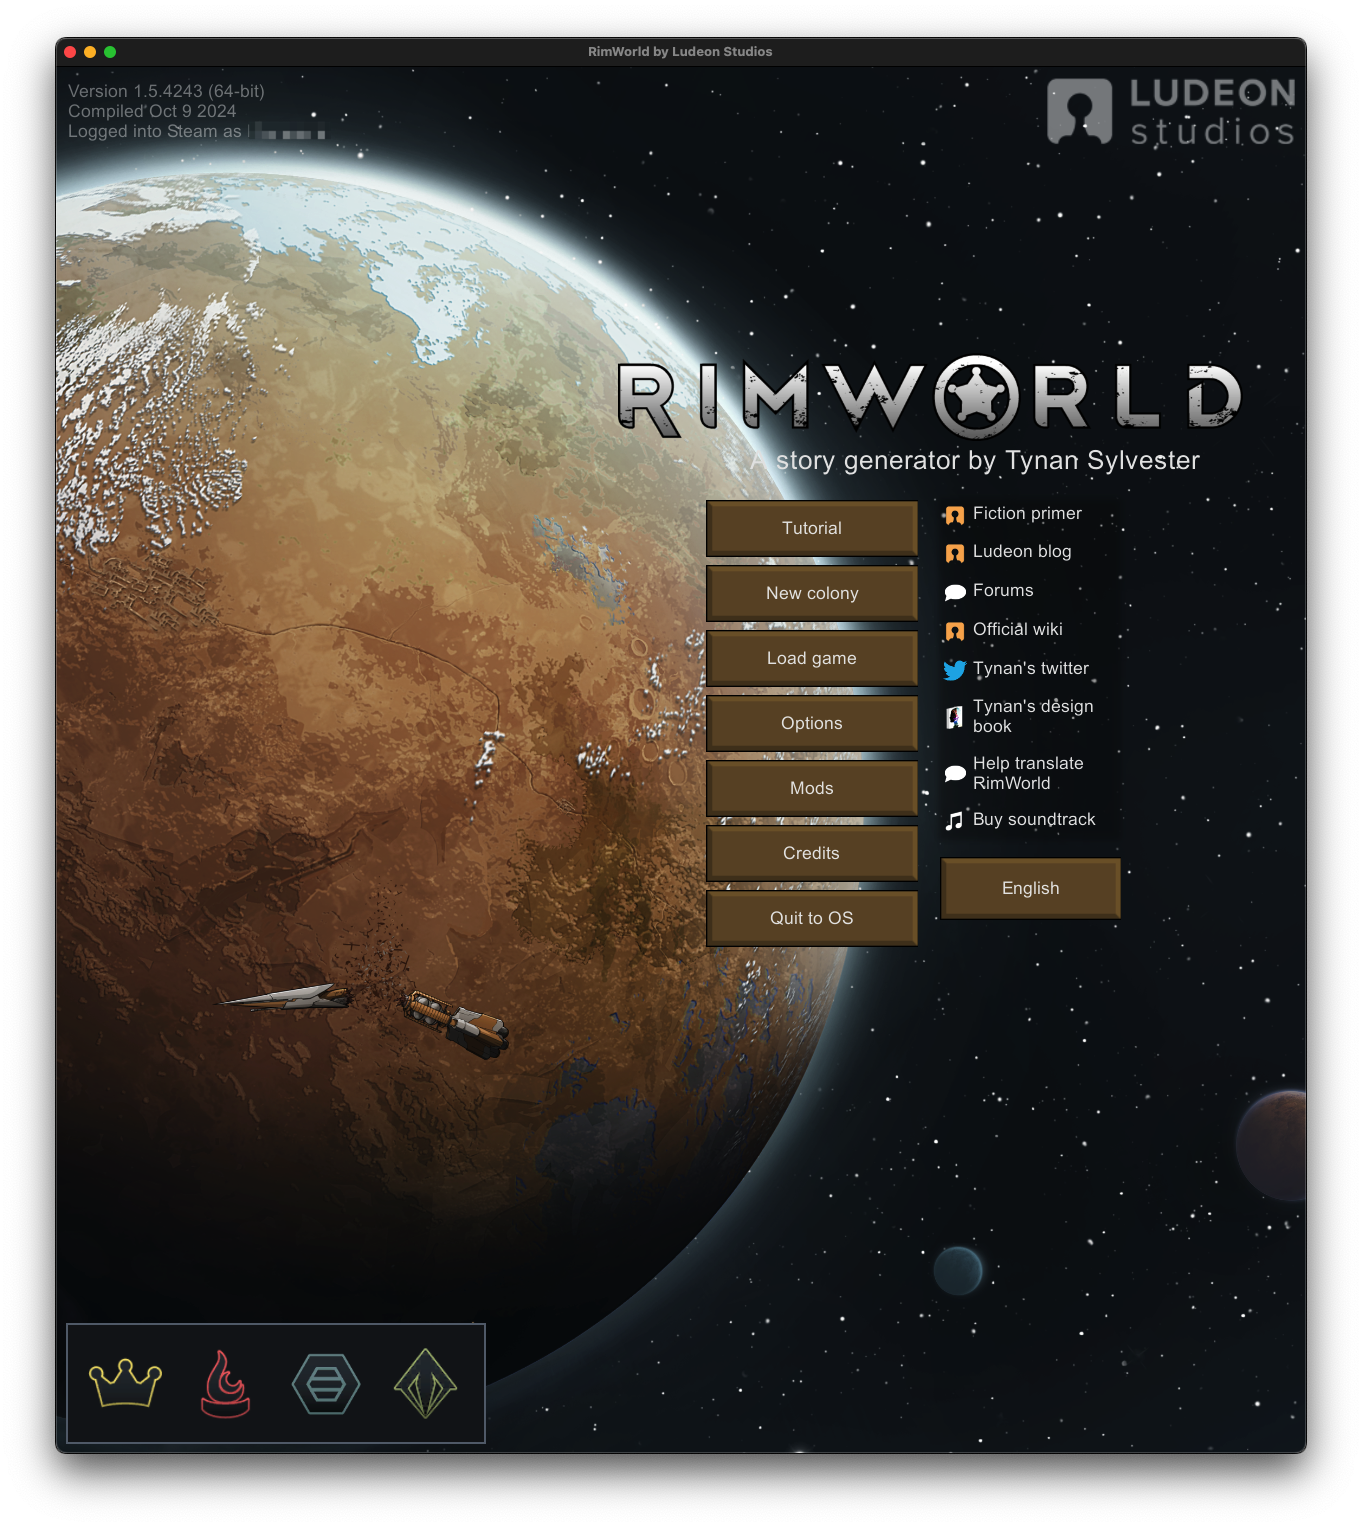 RimWorld by Ludeon Studios
Version 1.5.4243 (64-bit)
Compiled Oct 9 2024
Logged into Steam as
LUDEON
studios
RIMWORLD
A story generator by Tynan Sylvester
Tutorial
New colony
Load game
Options
Mods
Credits
Quit to OS
Fiction primer
Ludeon blog
Forums
Official wiki
Tynan's twitter
Tynan's design
book
Help translate
RimWorld
Buy soundtrack
English